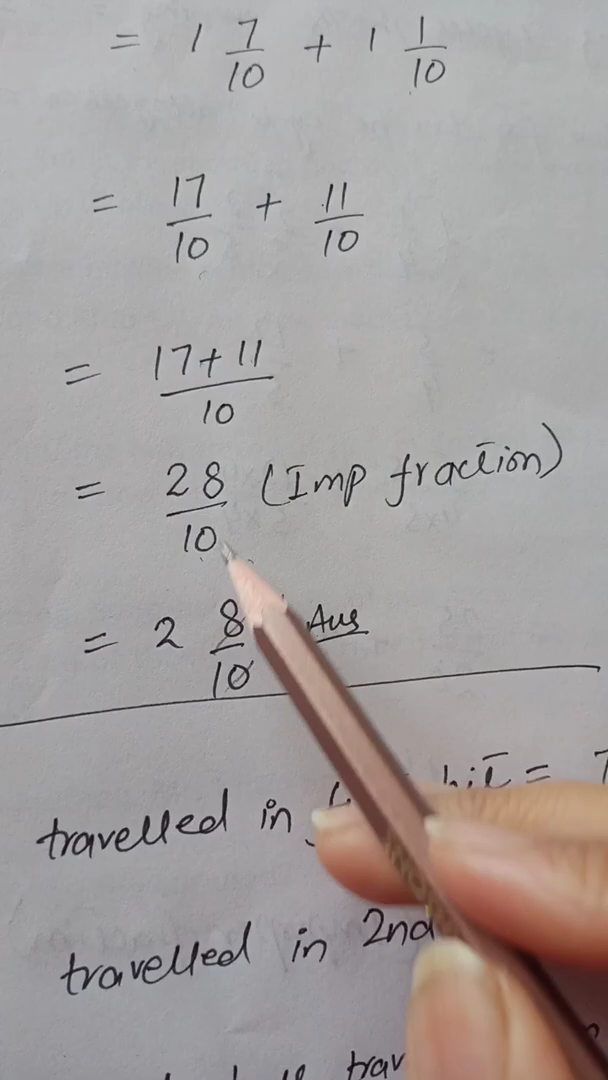 = 1 7/10 + 1 1/10
= 17/10 + 11/10
= 17+11/10
= 28/10 (Imp fraction)
= 2 8/10 Ans
travelled in =
travelled in 2nd